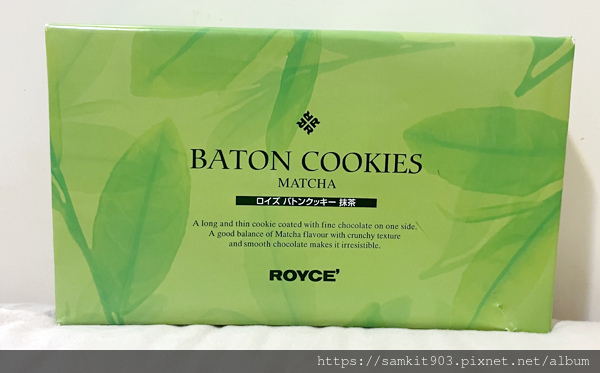 BATON COOKIES
MATCHA
ロイズ バトンクッキー 抹茶
A long and thin cookie coated with fine chocolate on one side.
A good balance of Matcha flavour with crunchy texture
and smooth chocolate makes it irresistible.
ROYCE'
https://samkit903.pixnet.net/album